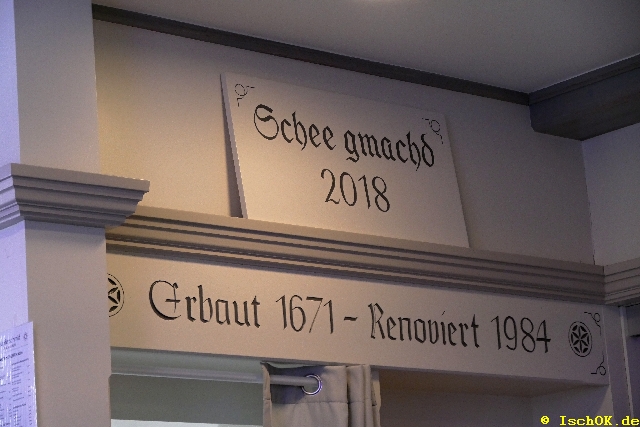 Schee gmachd
2018
Erbaut 1671 - Renoviert 1984
© IschOK.de